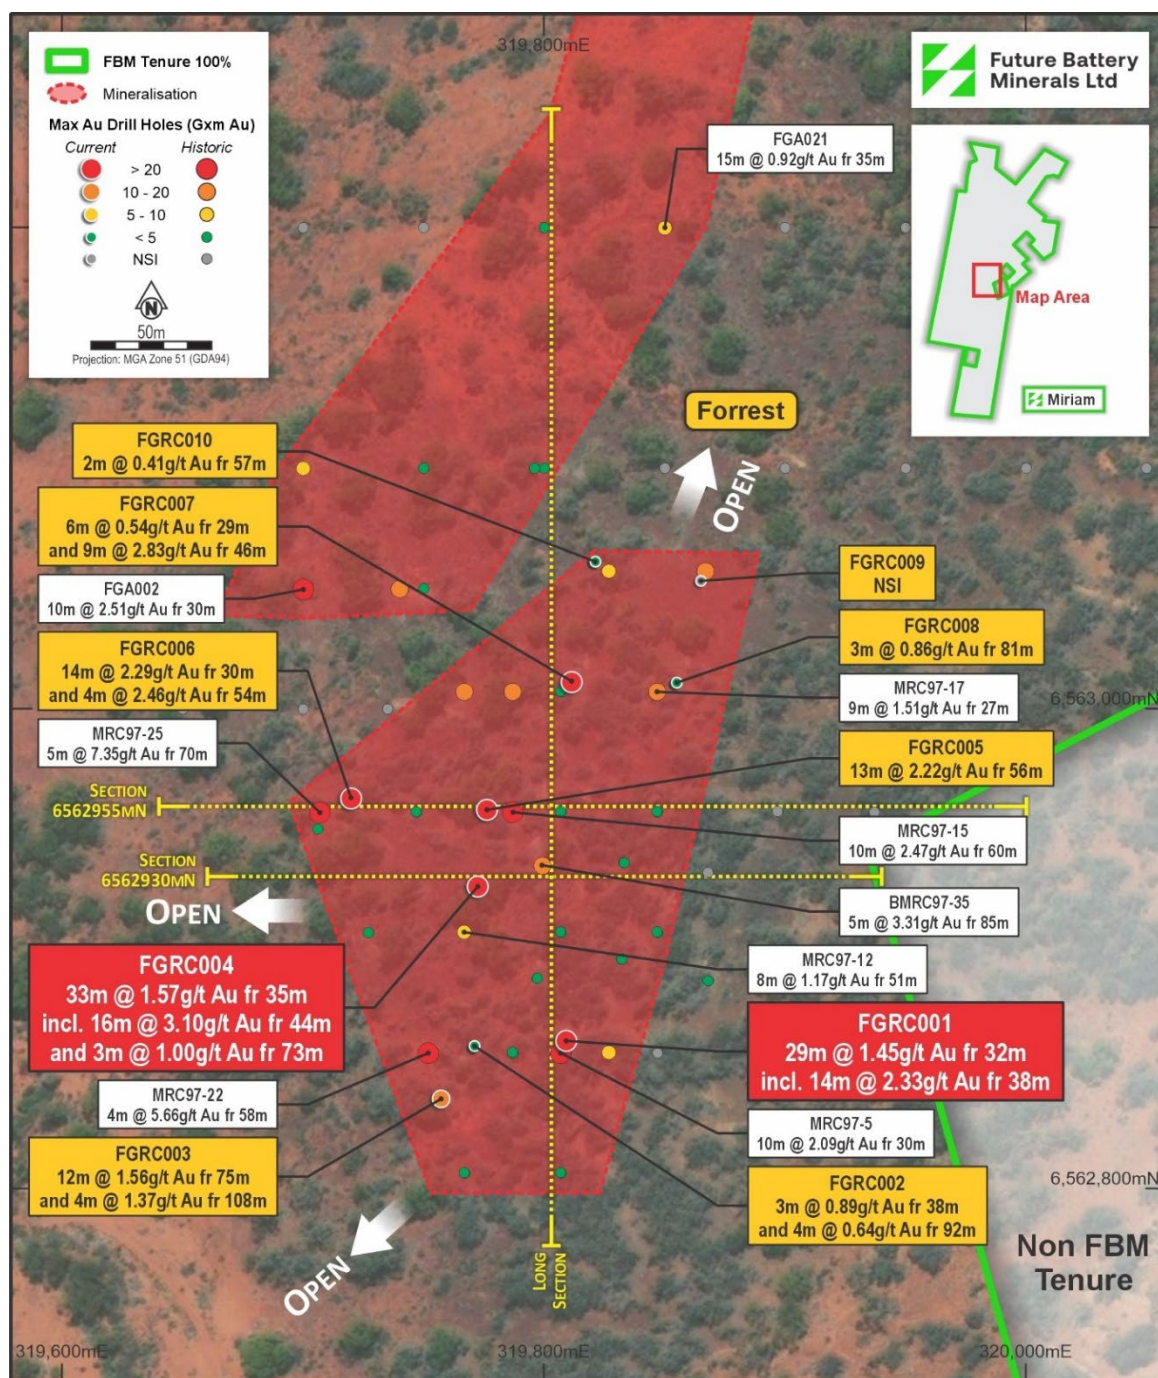 319,800mE
FBM Tenure 100%
Mineralisation
Max Au Drill Holes (Gxm Au)
Current Historic
> 20
10 - 20
5 - 10
< 5
NSI
N
50m
Projection: MGA Zone 51 (GDA94)
Future Battery
Minerals Ltd
Map Area
Miriam
FGA021
15m @ 0.92g/t Au fr 35m
Forrest
OPEN
FGRC010
2m @ 0.41g/t Au fr 57m
FGRC007
6m @ 0.54g/t Au fr 29m
and 9m @ 2.83g/t Au fr 46m
FGA002
10m @ 2.51g/t Au fr 30m
FGRC006
14m @ 2.29g/t Au fr 30m
and 4m @ 2.46g/t Au fr 54m
MRC97-25
5m @ 7.35g/t Au fr 70m
FGRC009
NSI
FGRC008
3m @ 0.86g/t Au fr 81m
MRC97-17
9m @ 1.51g/t Au fr 27m
6,563,000mN
FGRC005
13m @ 2.22g/t Au fr 56m
SECTION
6562955MN
MRC97-15
10m @ 2.47g/t Au fr 60m
SECTION
6562930MN
BMRC97-35
5m @ 3.31g/t Au fr 85m
OPEN
MRC97-12
8m @ 1.17g/t Au fr 51m
FGRC004
33m @ 1.57g/t Au fr 35m
incl. 16m @ 3.10g/t Au fr 44m
and 3m @ 1.00g/t Au fr 73m
FGRC001
29m @ 1.45g/t Au fr 32m
incl. 14m @ 2.33g/t Au fr 38m
MRC97-22
4m @ 5.66g/t Au fr 58m
MRC97-5
10m @ 2.09g/t Au fr 30m
FGRC003
12m @ 1.56g/t Au fr 75m
and 4m @ 1.37g/t Au fr 108m
FGRC002
3m @ 0.89g/t Au fr 38m
and 4m @ 0.64g/t Au fr 92m
6,562,800mN
OPEN
LONG
SECTION
Non FBM
Tenure
319,600mE
319,800mE
320,000mE